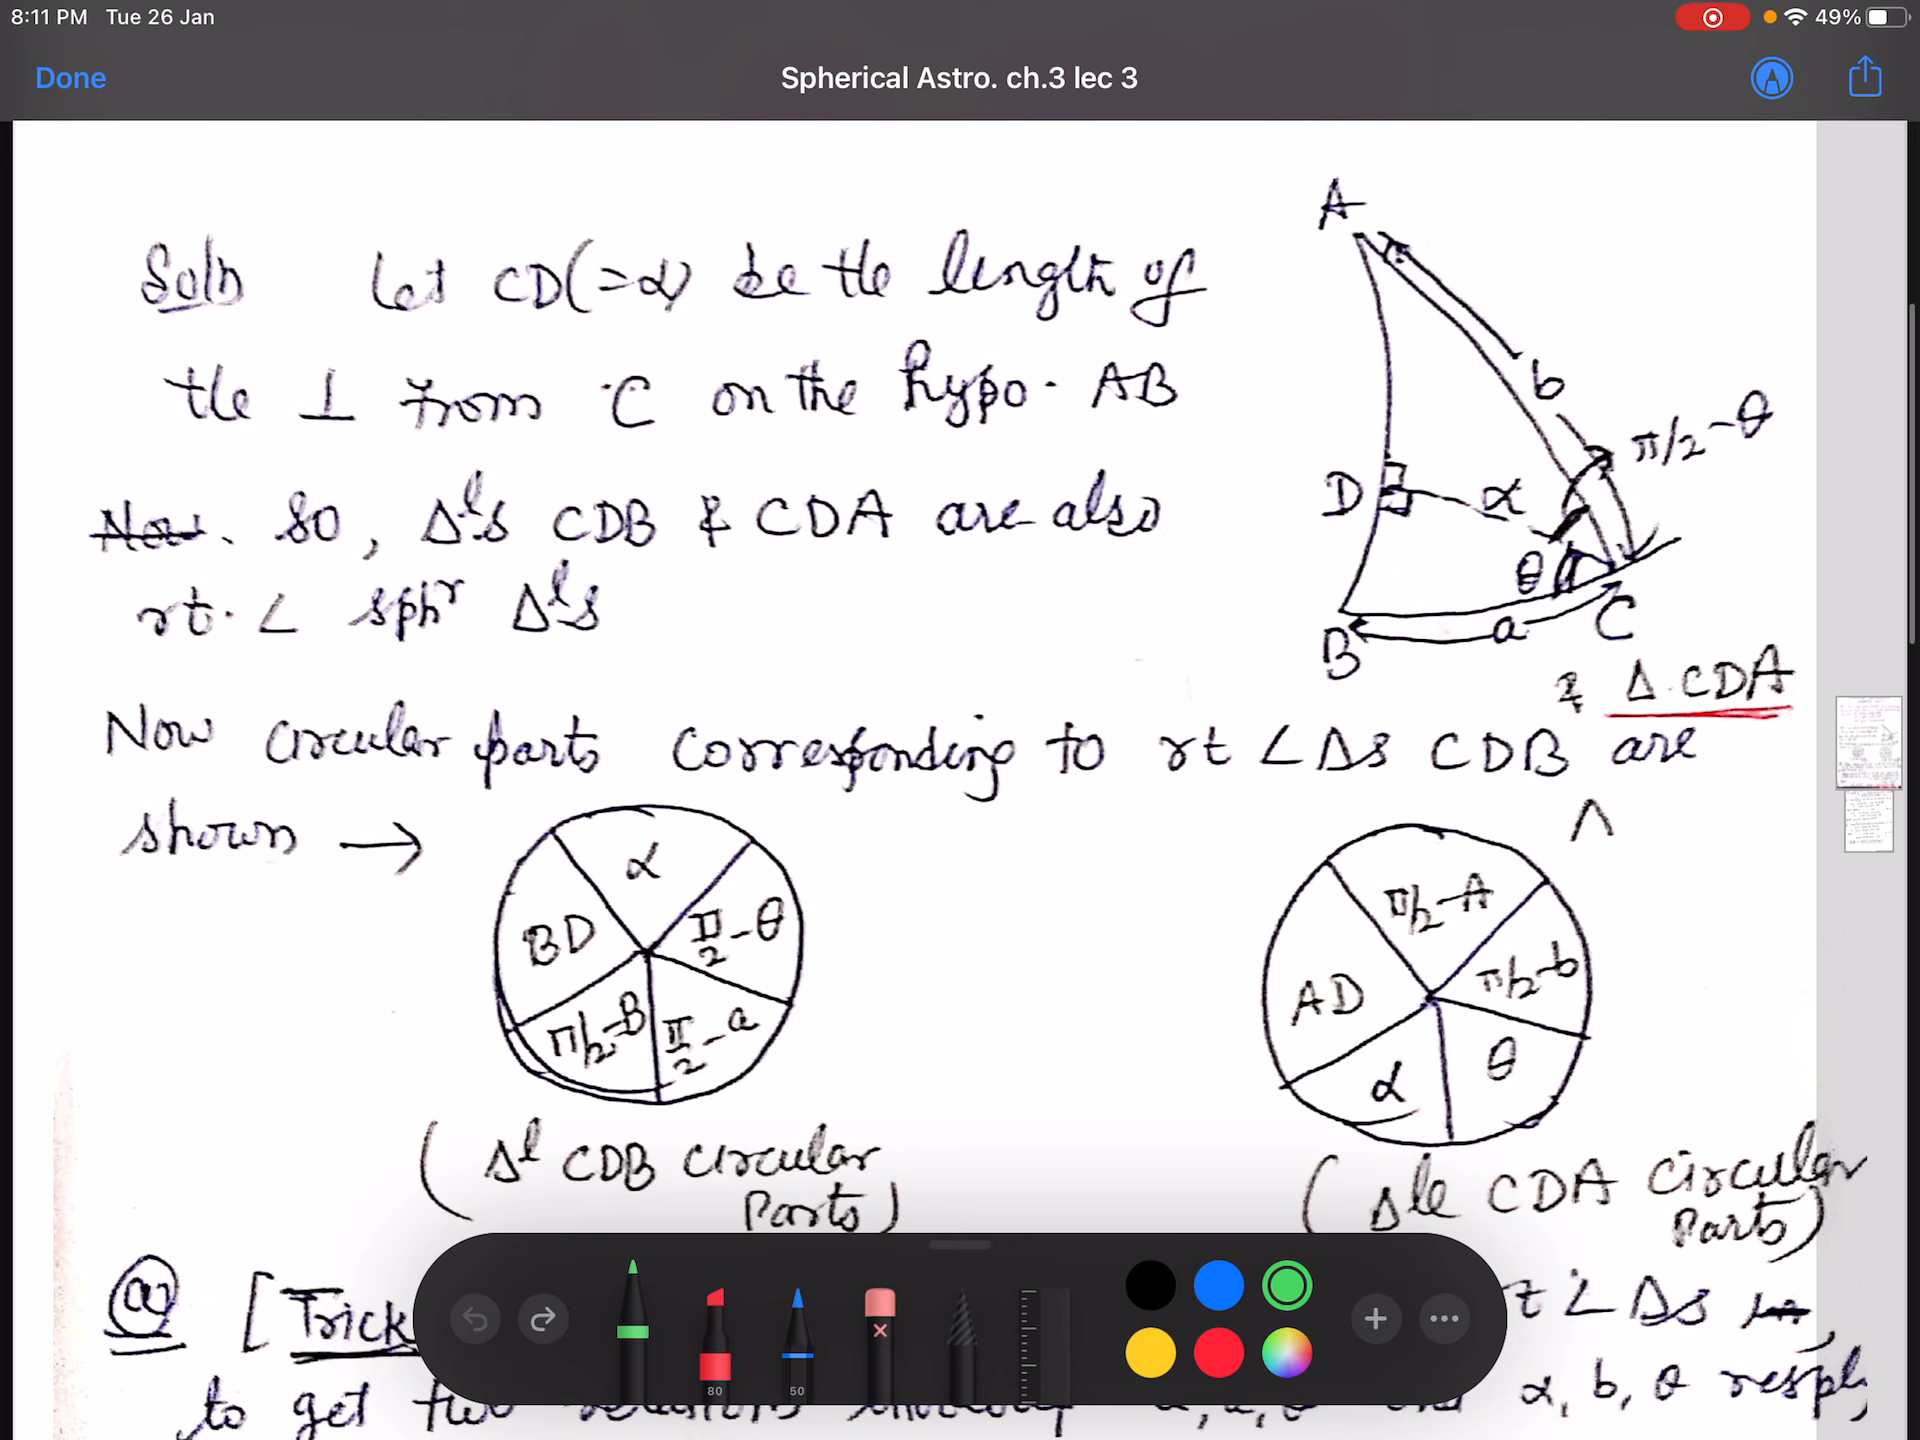 8:11 PM Tue 26 Jan
49%
Done
Spherical Astro. ch.3 lec 3
Soln Let CD(=α) be the length of
the ⊥ from C on the hypo. AB
Now. So, Δls CDB & CDA are also
rt. ∠ sphr Δls
& Δ CDA
Now circular parts corresponding to rt ∠ Δs CDB are
shown →
A
b
π/2-θ
D
α
θ
C
a
B
α
BD
π/2-θ
π/2-B
π/2-a
π/2-A
AD
π/2-b
α
θ
(Δl CDB circular
Parts)
(Δle CDA circular
Parts)
(a) [Trick
∠ Δs
to get two
α, b, θ resply
80
50